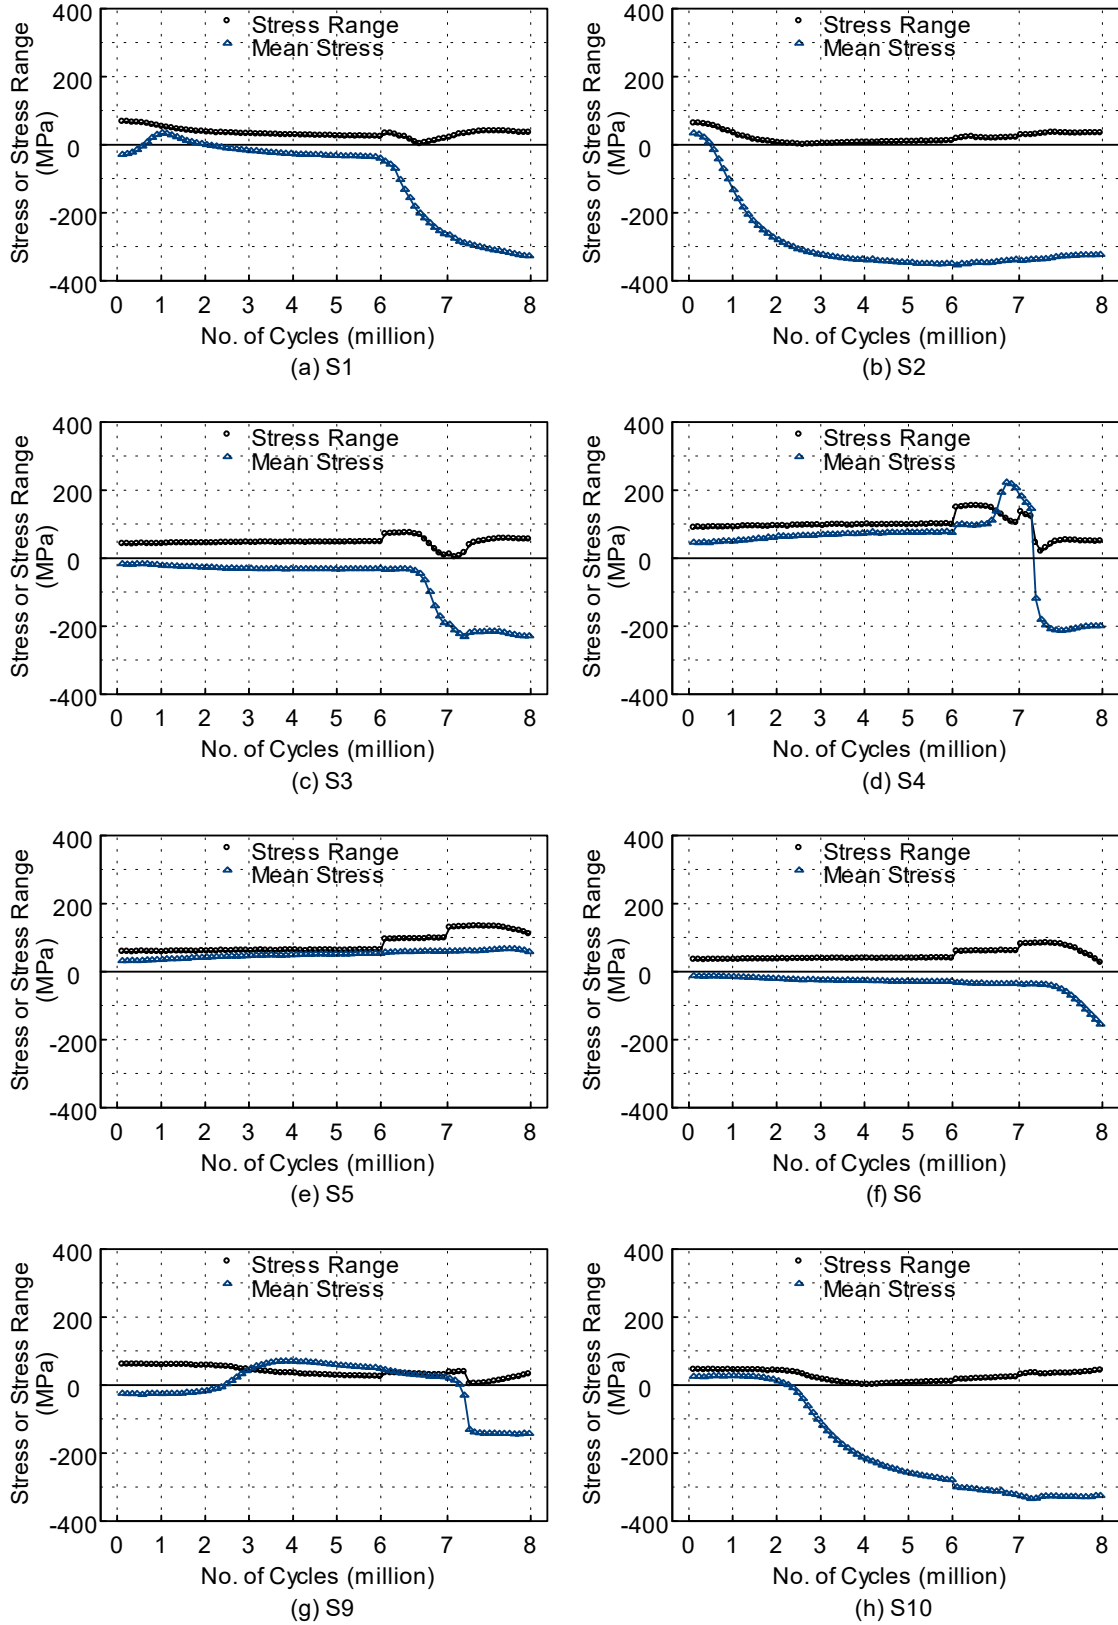 400
200
0
-200
-400
Stress or Stress Range
(MPa)
Stress Range
Mean Stress
0 1 2 3 4 5 6 7 8
No. of Cycles (million)
(a) S1
400
200
0
-200
-400
Stress or Stress Range
(MPa)
Stress Range
Mean Stress
0 1 2 3 4 5 6 7 8
No. of Cycles (million)
(b) S2
400
200
0
-200
-400
Stress or Stress Range
(MPa)
Stress Range
Mean Stress
0 1 2 3 4 5 6 7 8
No. of Cycles (million)
(c) S3
400
200
0
-200
-400
Stress or Stress Range
(MPa)
Stress Range
Mean Stress
0 1 2 3 4 5 6 7 8
No. of Cycles (million)
(d) S4
400
200
0
-200
-400
Stress or Stress Range
(MPa)
Stress Range
Mean Stress
0 1 2 3 4 5 6 7 8
No. of Cycles (million)
(e) S5
400
200
0
-200
-400
Stress or Stress Range
(MPa)
Stress Range
Mean Stress
0 1 2 3 4 5 6 7 8
No. of Cycles (million)
(f) S6
400
200
0
-200
-400
Stress or Stress Range
(MPa)
Stress Range
Mean Stress
0 1 2 3 4 5 6 7 8
No. of Cycles (million)
(g) S9
400
200
0
-200
-400
Stress or Stress Range
(MPa)
Stress Range
Mean Stress
0 1 2 3 4 5 6 7 8
No. of Cycles (million)
(h) S10